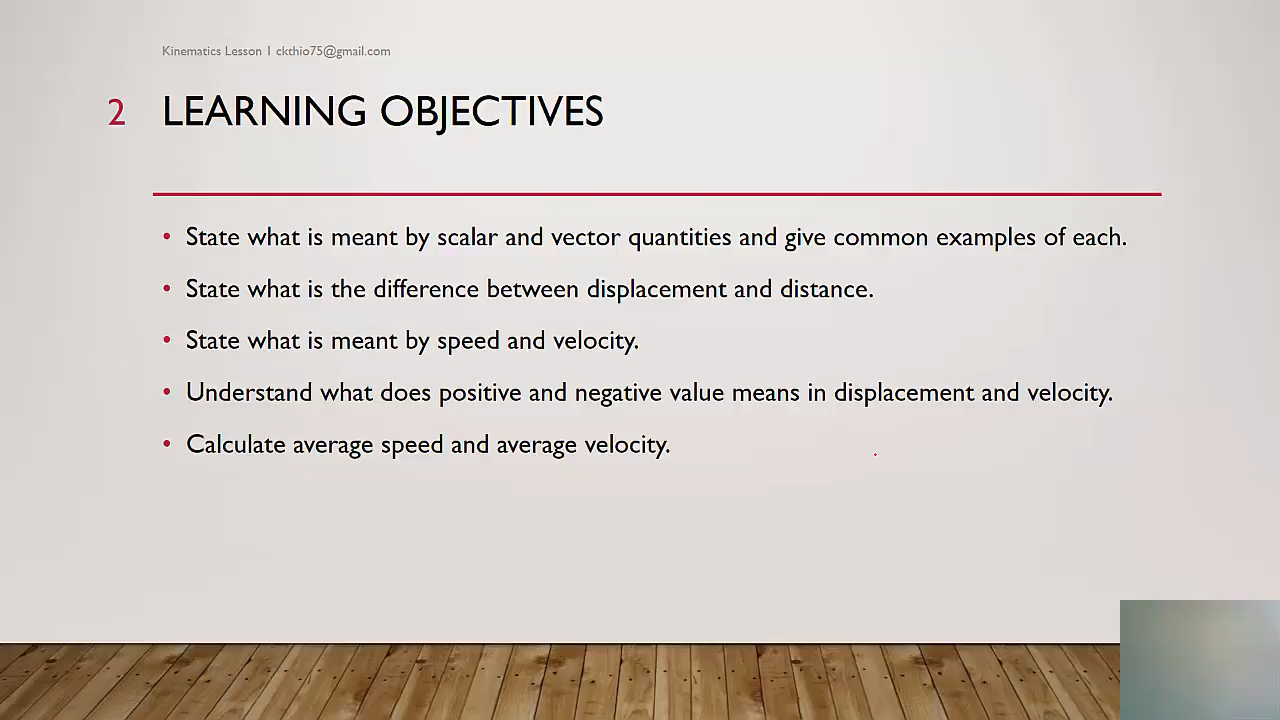 Kinematics Lesson 1 ckthio75@gmail.com
2 LEARNING OBJECTIVES
• State what is meant by scalar and vector quantities and give common examples of each.
• State what is the difference between displacement and distance.
• State what is meant by speed and velocity.
• Understand what does positive and negative value means in displacement and velocity.
• Calculate average speed and average velocity.